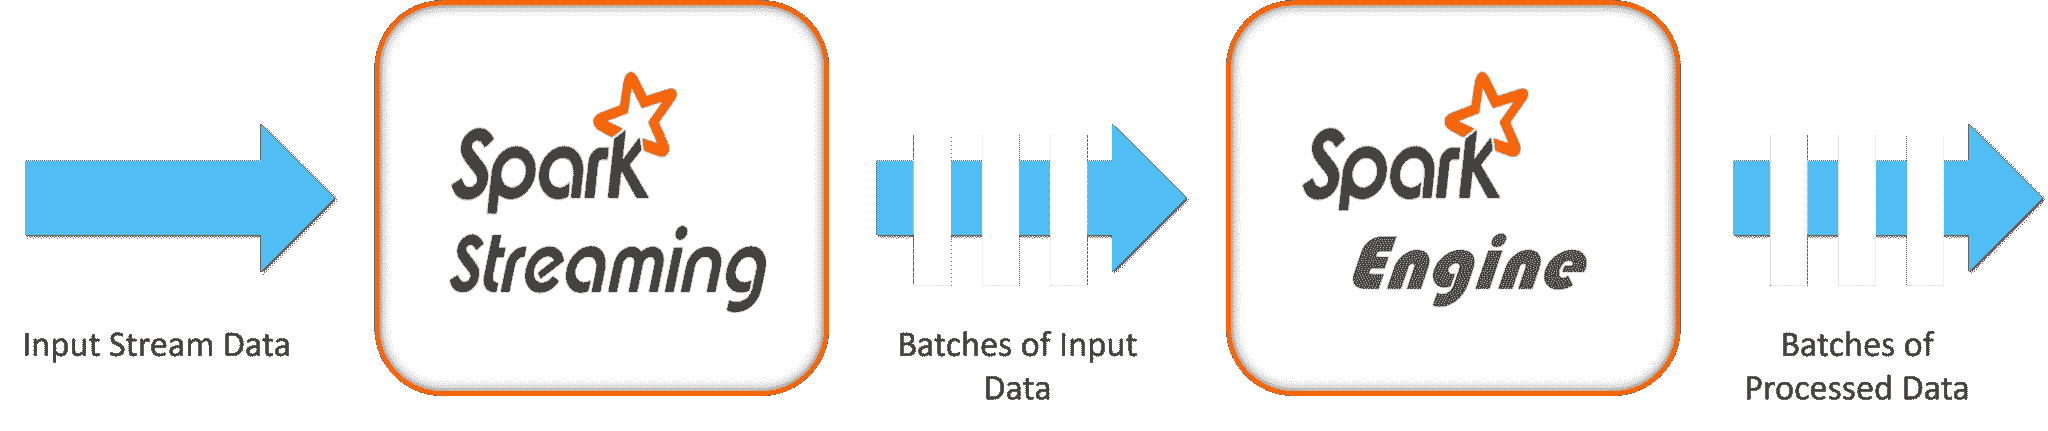 Spark
Streaming
Spark
Engine
Input Stream Data
Batches of Input
Data
Batches of
Processed Data